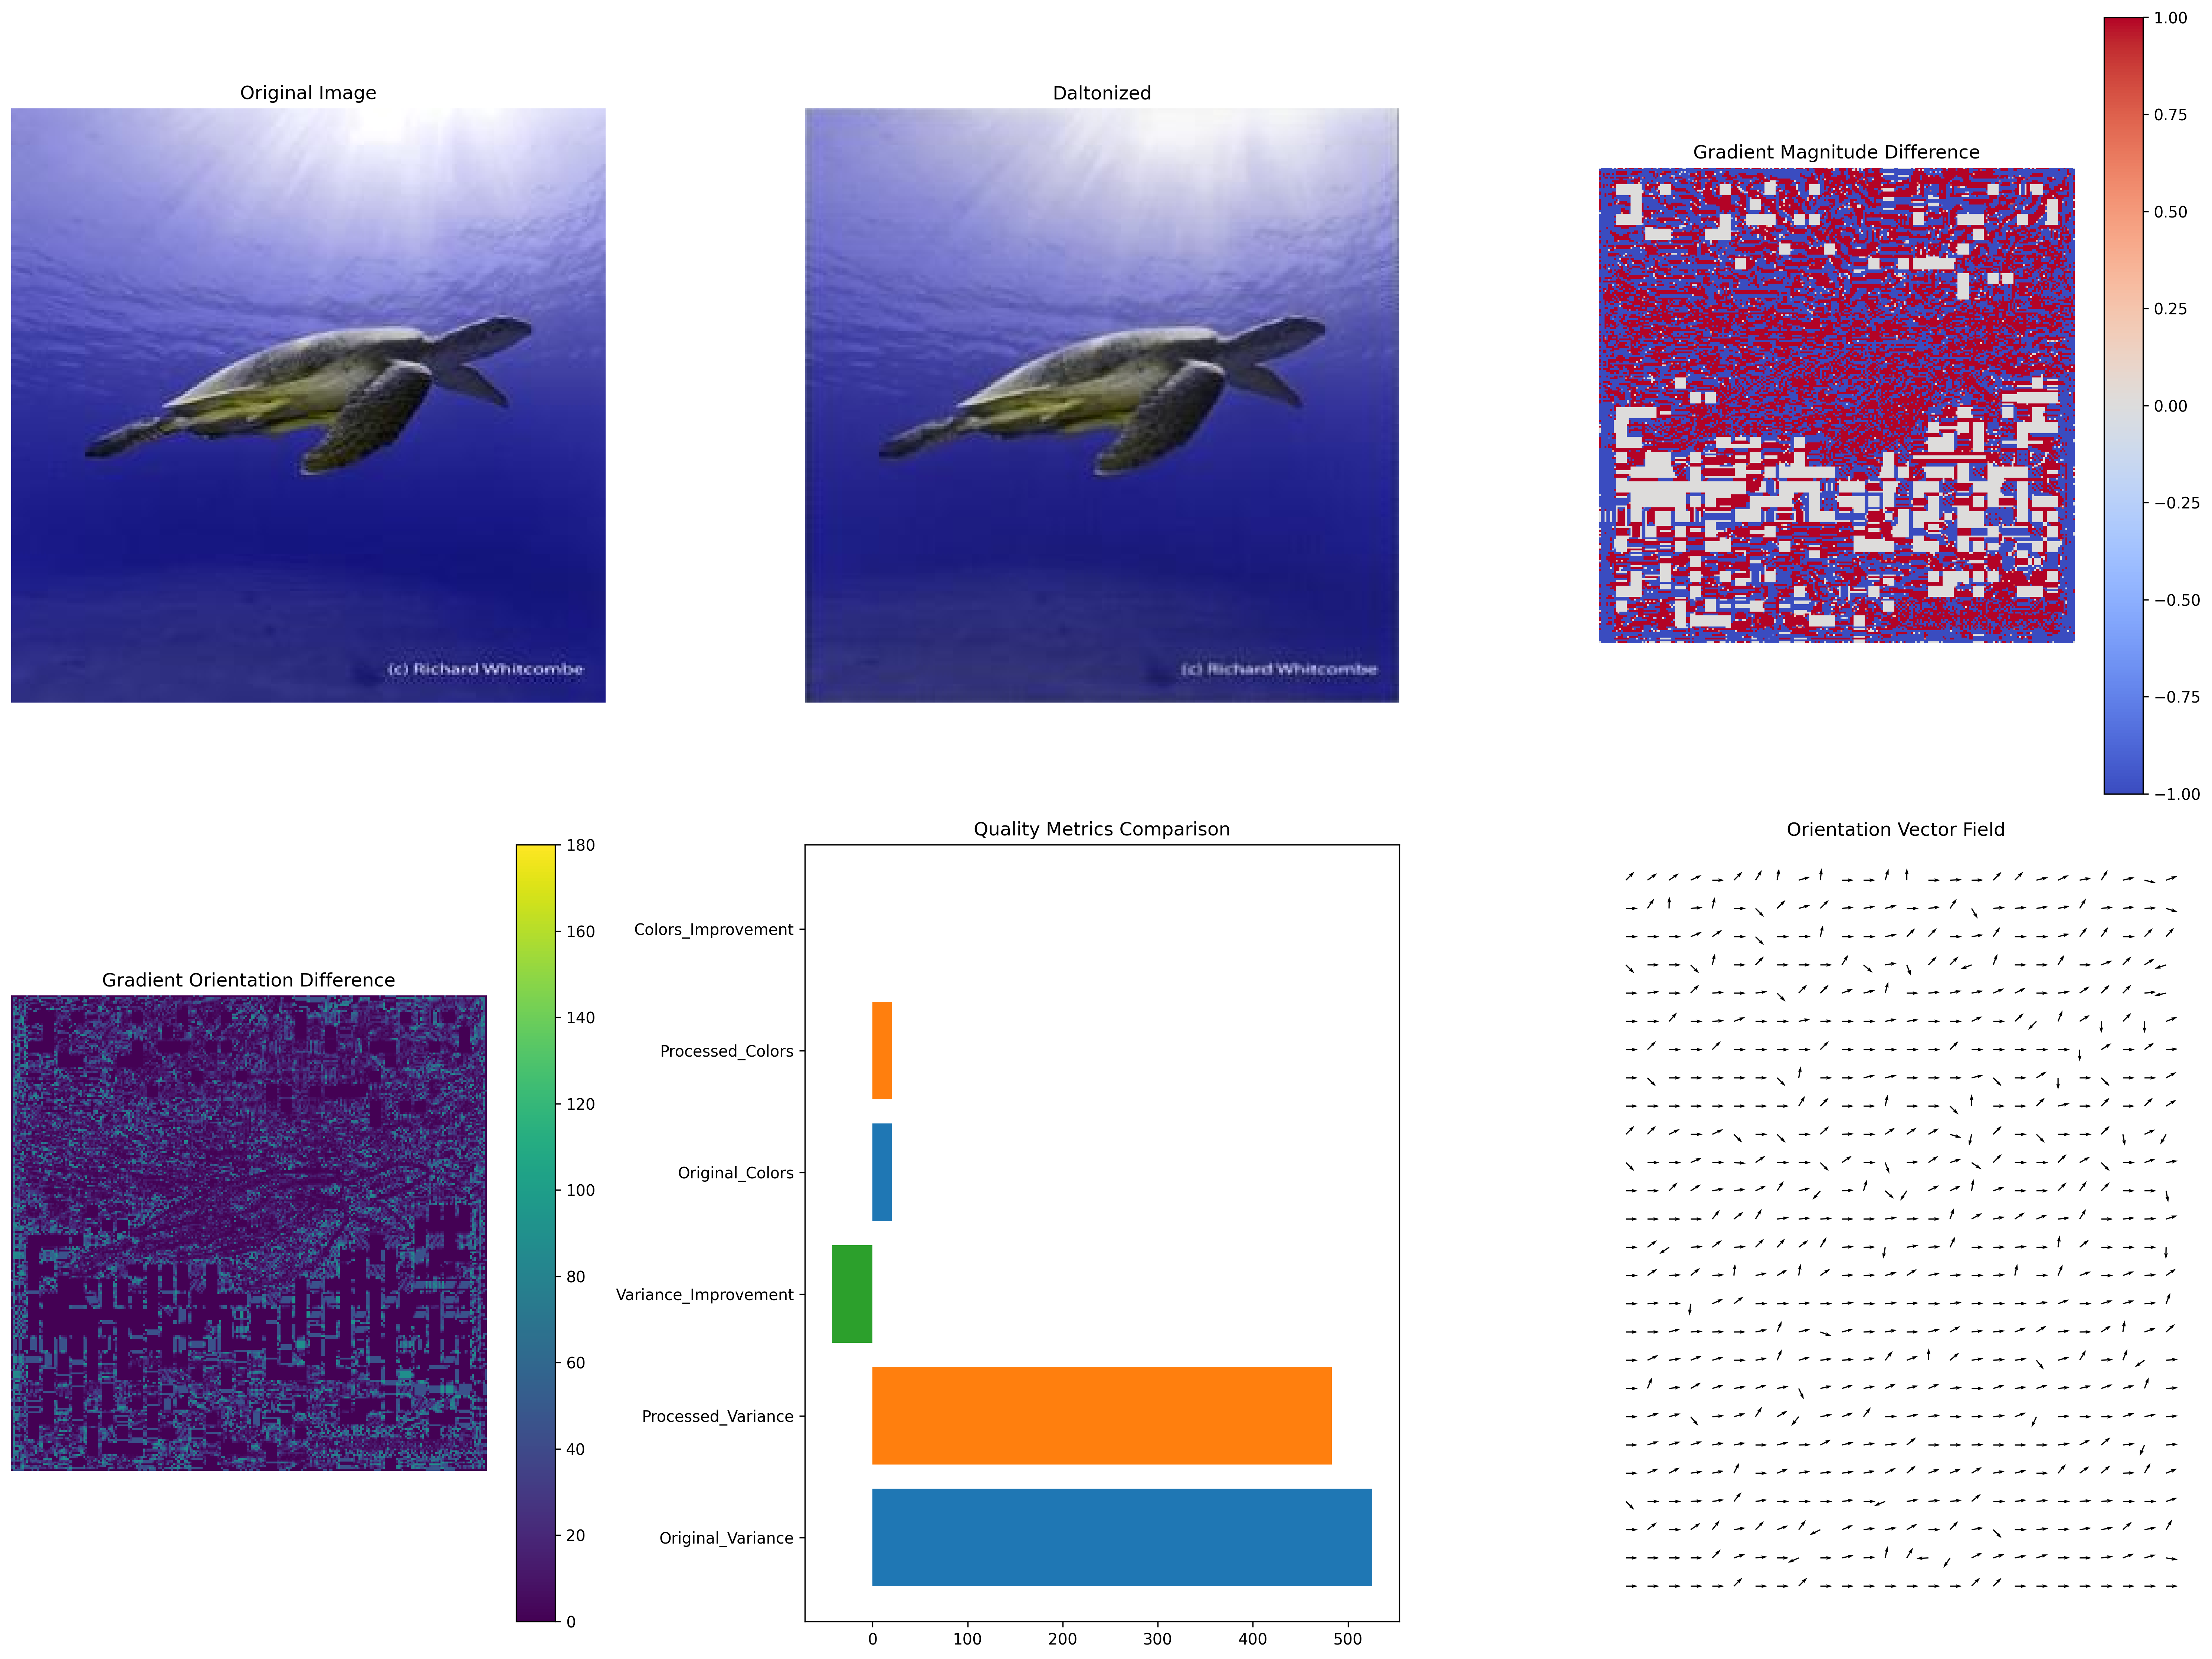 Original Image
Daltonized
Gradient Magnitude Difference
1.00
0.75
0.50
0.25
0.00
−0.25
−0.50
−0.75
−1.00
(c) Richard Whitcombe
(c) Richard Whitcombe
Gradient Orientation Difference
180
160
140
120
100
80
60
40
20
0
Quality Metrics Comparison
Colors_Improvement
Processed_Colors
Original_Colors
Variance_Improvement
Processed_Variance
Original_Variance
0 100 200 300 400 500
Orientation Vector Field